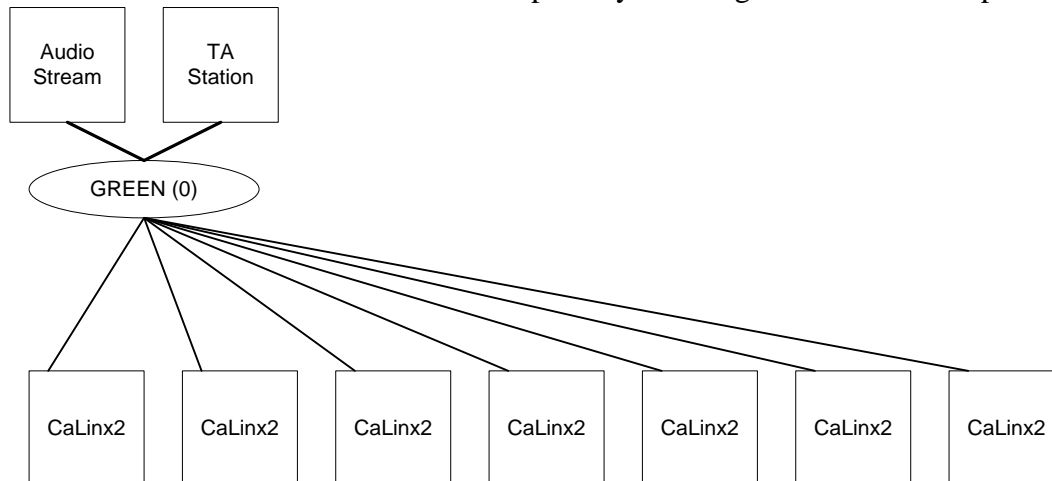 Audio
Stream
TA
Station
GREEN (0)
CaLinx2 CaLinx2 CaLinx2 CaLinx2 CaLinx2 CaLinx2 CaLinx2